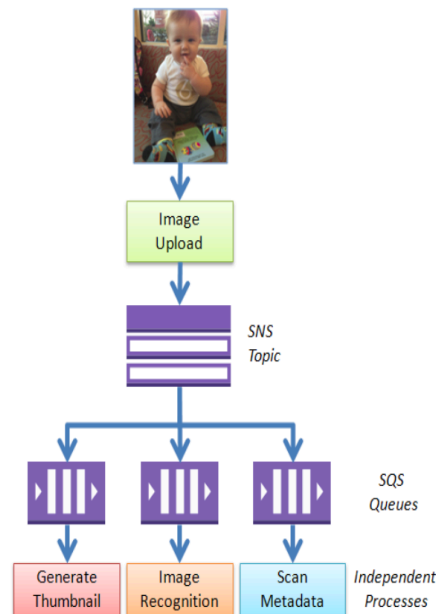 Image
Upload
SNS
Topic
SQS
Queues
Generate
Thumbnail
Image
Recognition
Scan
Metadata
Independent
Processes